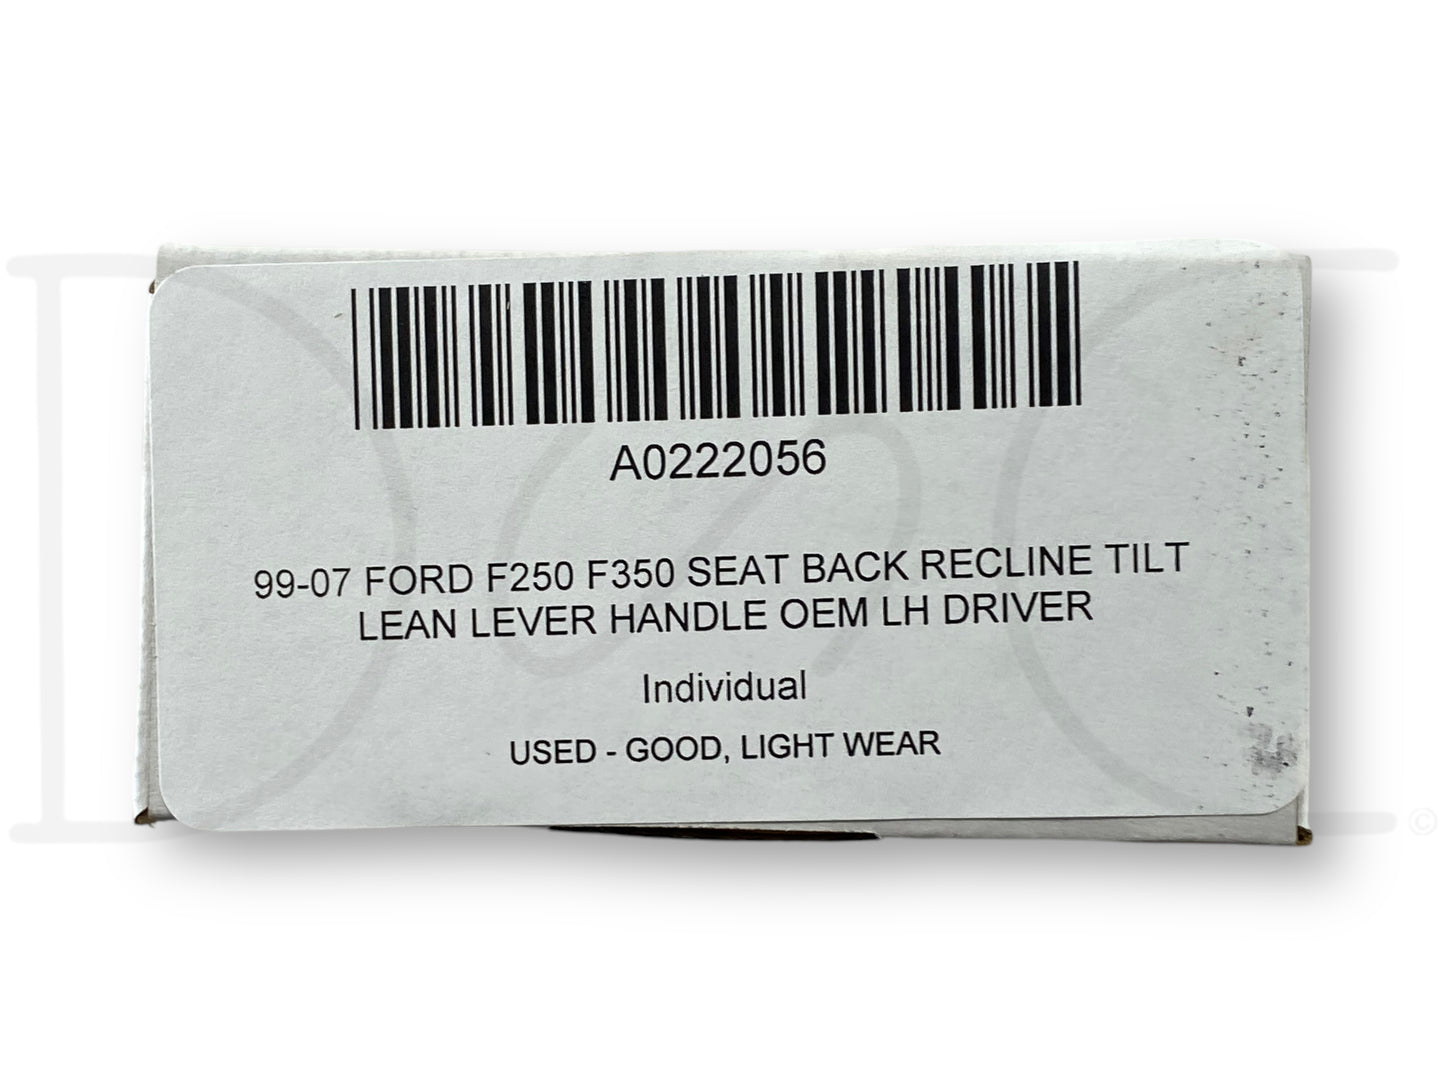 A0222056
99-07 FORD F250 F350 SEAT BACK RECLINE TILT
LEAN LEVER HANDLE OEM LH DRIVER
Individual
USED - GOOD, LIGHT WEAR
©